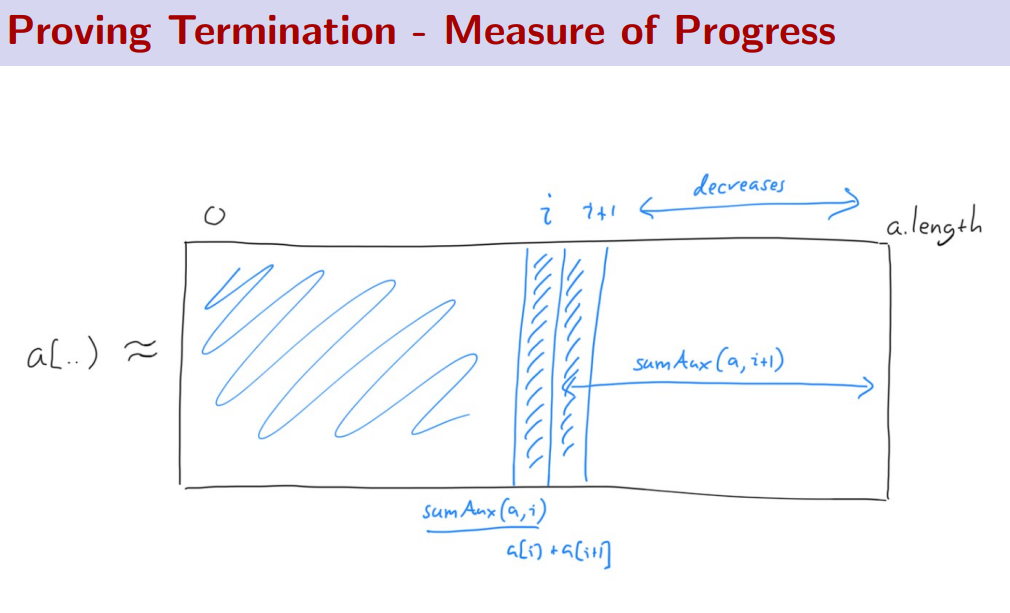 Proving Termination - Measure of Progress
decreases
0 i i+1 a.length
a[..) ≈
sumAux(a, i+1)
sumAux(a,i)
a[i] + a[i+1]